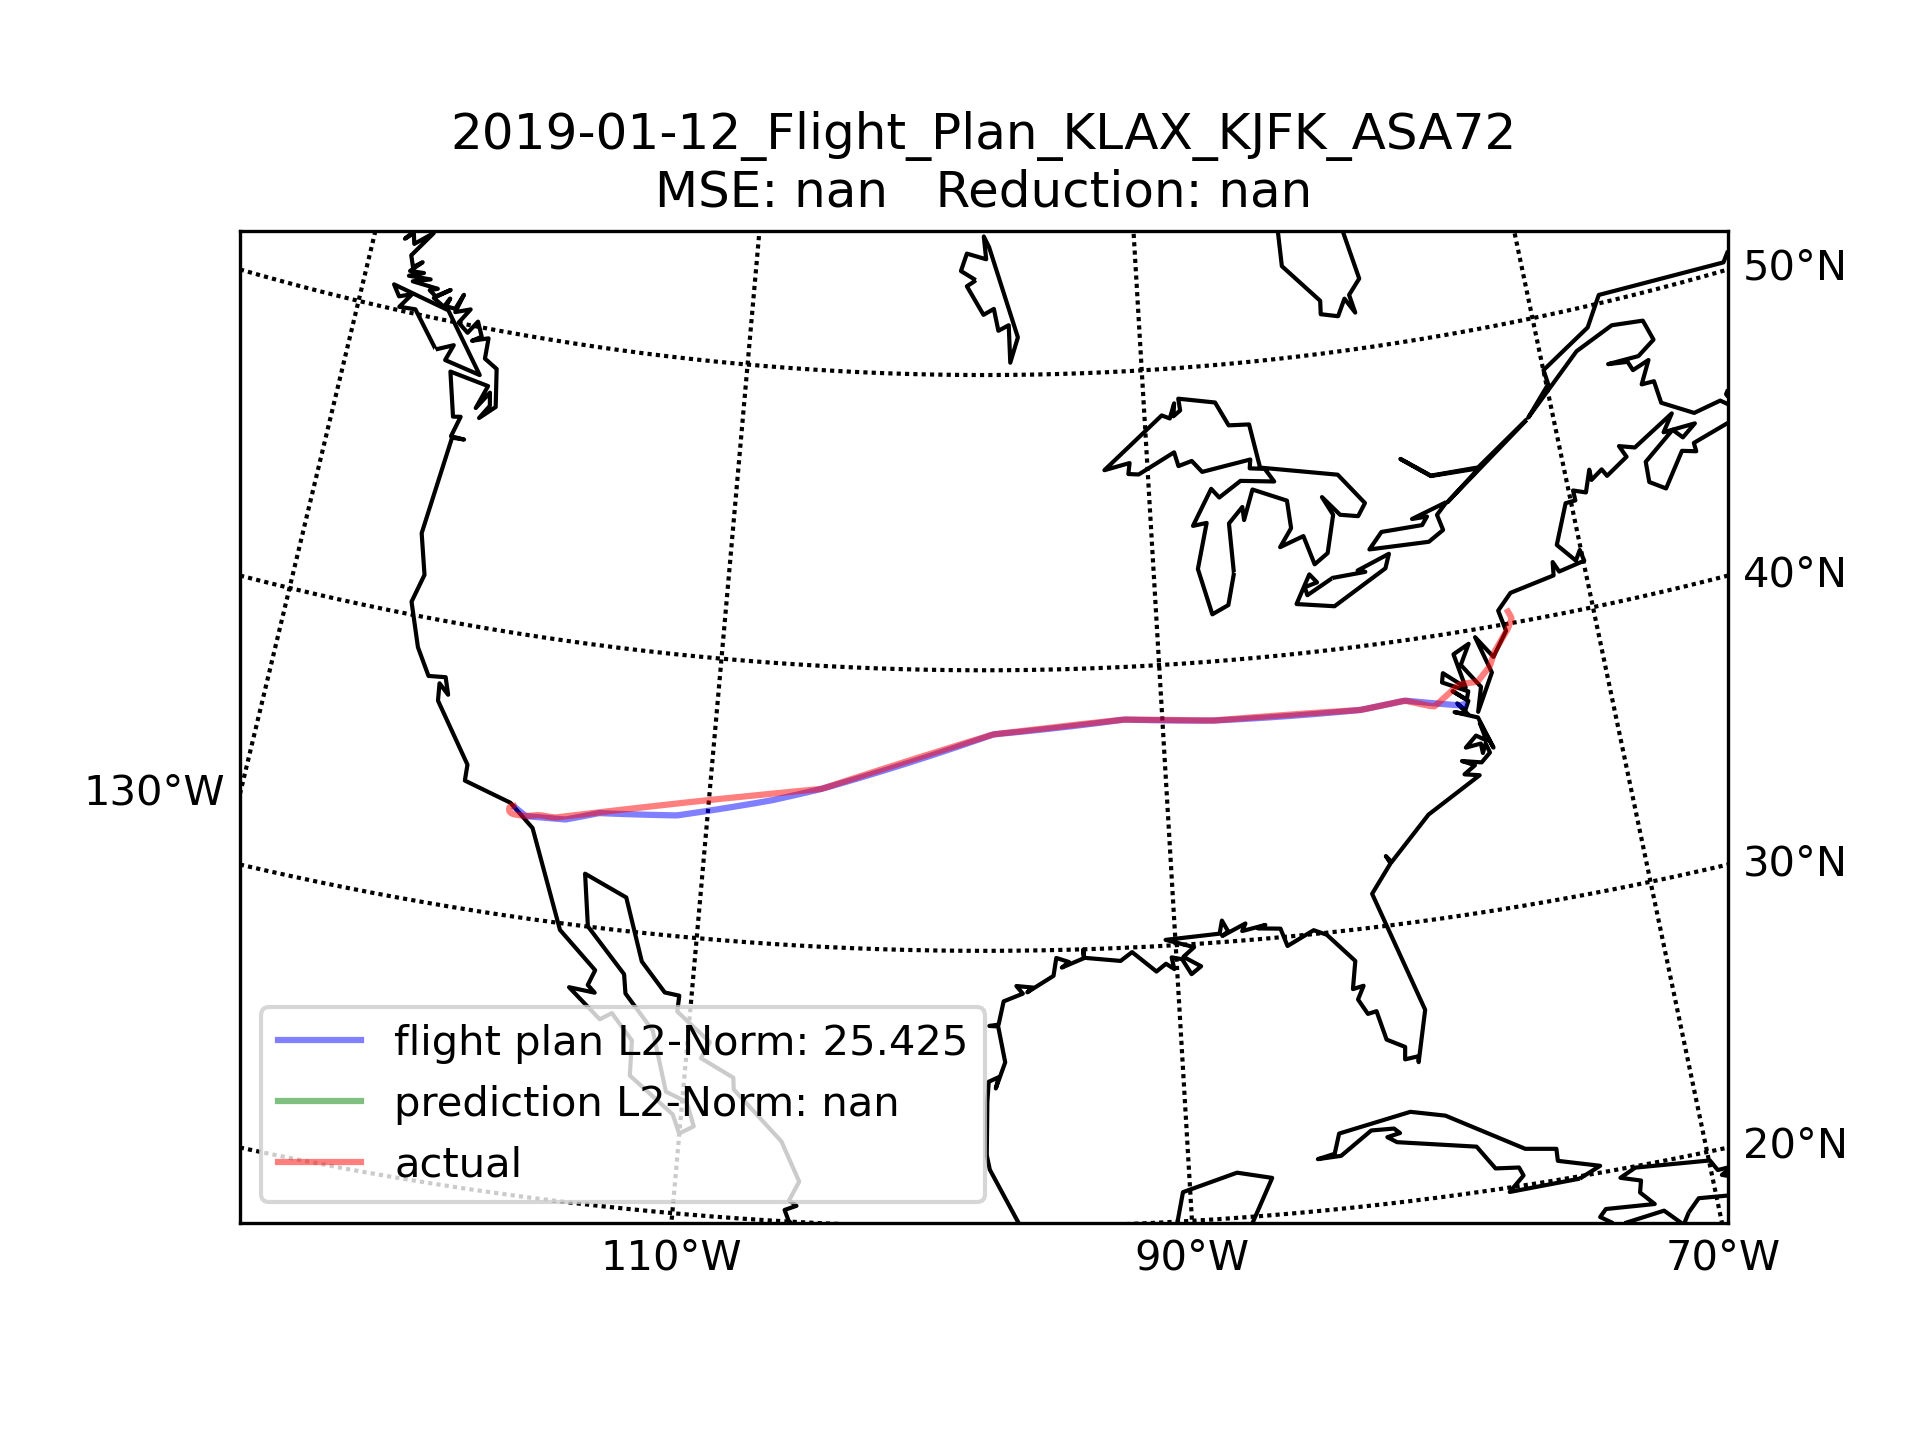 2019-01-12_Flight_Plan_KLAX_KJFK_ASA72
MSE: nan   Reduction: nan
50°N
40°N
130°W
30°N
flight plan L2-Norm: 25.425
prediction L2-Norm: nan
20°N
actual
110°W
90°W
70°W